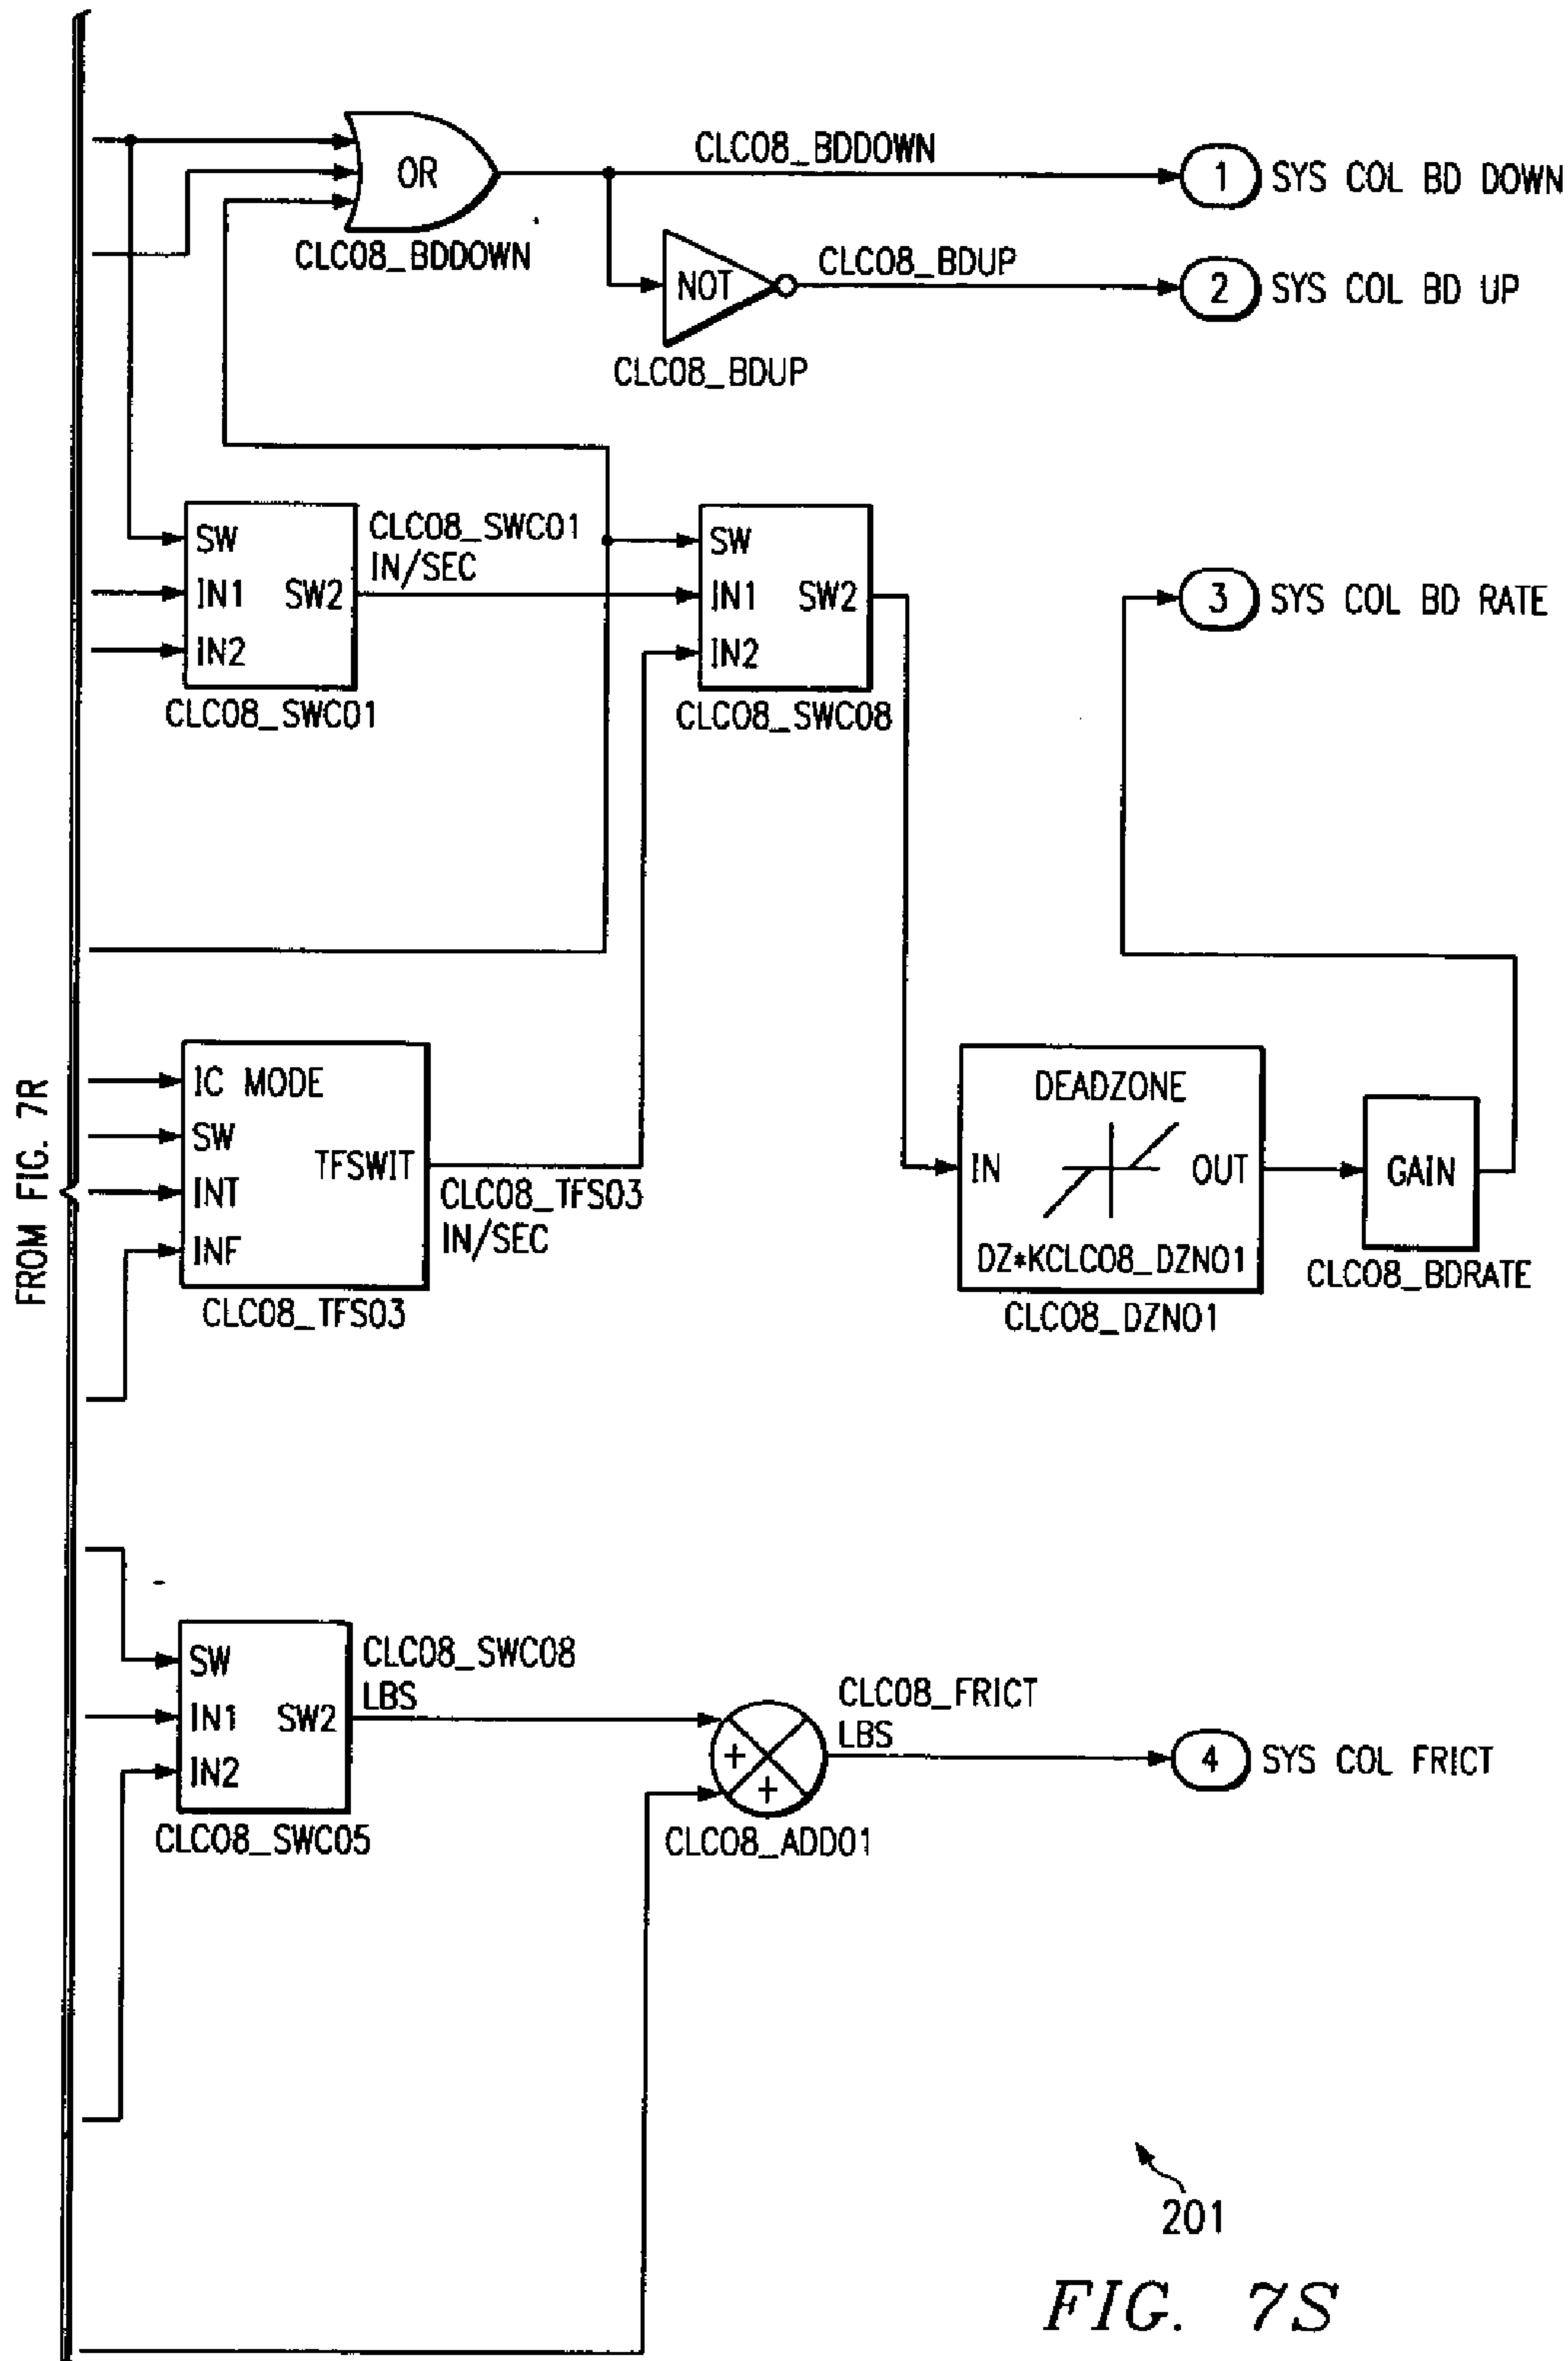 OR
CLC08_BDDOWN
CLC08_BDDOWN
1
SYS COL BD DOWN
NOT
CLC08_BDUP
CLC08_BDUP
2
SYS COL BD UP
SW
IN1
IN2
SW2
CLC08_SWC01
CLC08_SWC01
IN/SEC
SW
IN1
IN2
SW2
CLC08_SWC08
3
SYS COL BD RATE
FROM FIG. 7R
IC MODE
SW
INT
INF
TFSWIT
CLC08_TFS03
CLC08_TFS03
IN/SEC
DEADZONE
IN
OUT
DZ*KCLC08_DZN01
CLC08_DZN01
GAIN
CLC08_BDRATE
SW
IN1
IN2
SW2
CLC08_SWC05
CLC08_SWC08
LBS
+
+
CLC08_ADD01
CLC08_FRICT
LBS
4
SYS COL FRICT
201
FIG. 7S